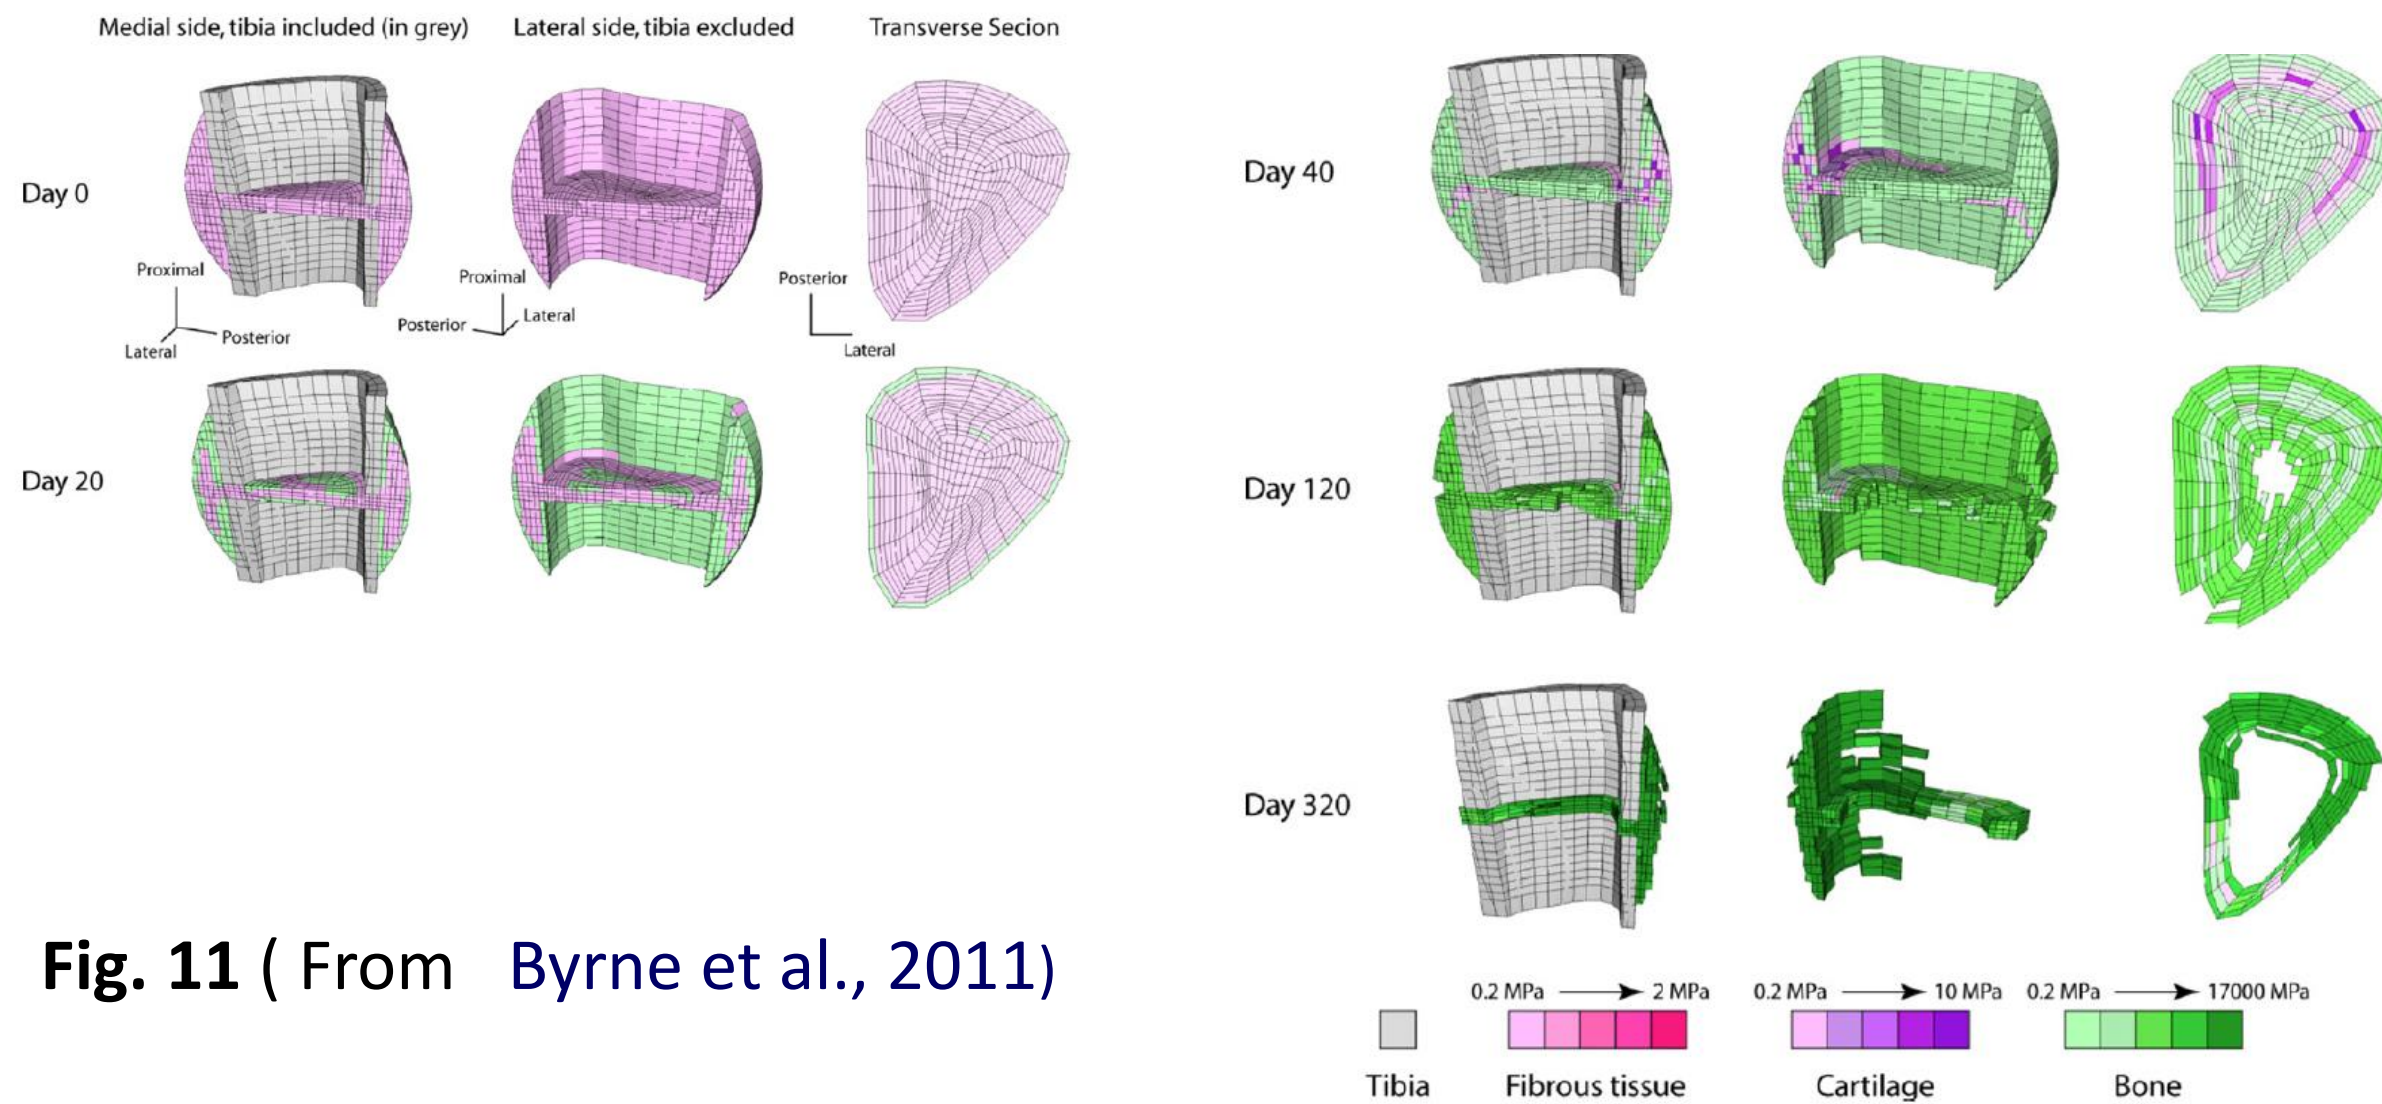 Medial side, tibia included (in grey)
Lateral side, tibia excluded
Transverse Secion
Day 0
Proximal
Lateral
Posterior
Proximal
Posterior
Lateral
Posterior
Lateral
Day 20
Day 40
Day 120
Day 320
Fig. 11 ( From Byrne et al., 2011)
0.2 MPa 2 MPa
0.2 MPa 10 MPa
0.2 MPa 17000 MPa
Tibia
Fibrous tissue
Cartilage
Bone